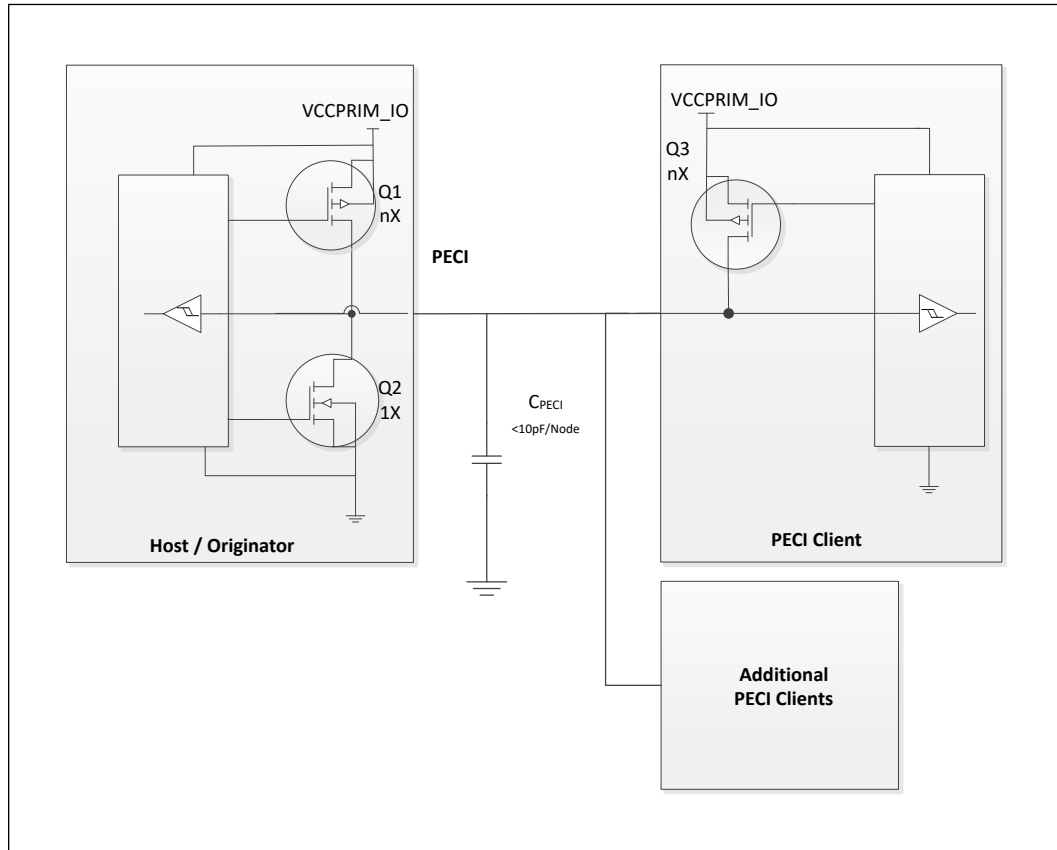 VCCPRIM_IO
Q1
nX
Q2
1X
Host / Originator
PECI
CPECI
<10pF/Node
VCCPRIM_IO
Q3
nX
PECI Client
Additional
PECI Clients